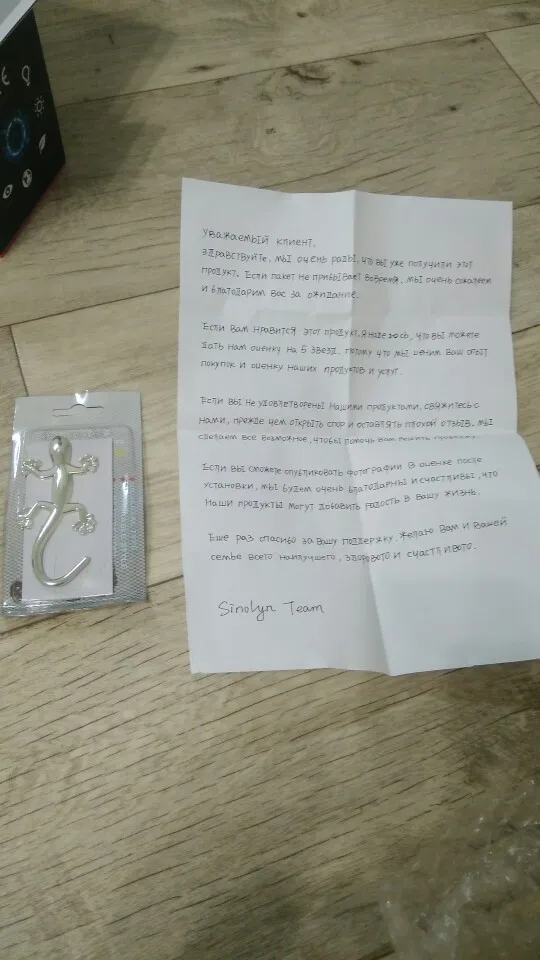 Уважаемый клиент.
Здравствуйте, мы очень рады, что вы уже получили этот
продукт. Если пакет не прибывает вовремя, мы очень сожалеем
и благодарим вас за ожидание.
Если вам нравится этот продукт. Я надеюсь, что вы можете
дать нам оценку на 5 звезд, потому что мы ценим ваш опыт
покупок и оценку наших продуктов и услуг.
Если вы не удовлетворены нашими продуктами, свяжитесь с
нами, прежде чем открыть спор и оставлять плохой отзыв. Мы
сделаем все возможное, чтобы помочь вам решить проблему.
Если вы сможете опубликовать фотографии в оценке после
установки, мы будем очень благодарны и счастливы, что
наши продукты могут добавить радость в вашу жизнь.
Еще раз спасибо за вашу поддержку. Желаю вам и вашей
семье всего наилучшего, здорового и счастливого.
Sinolyn Team
CE